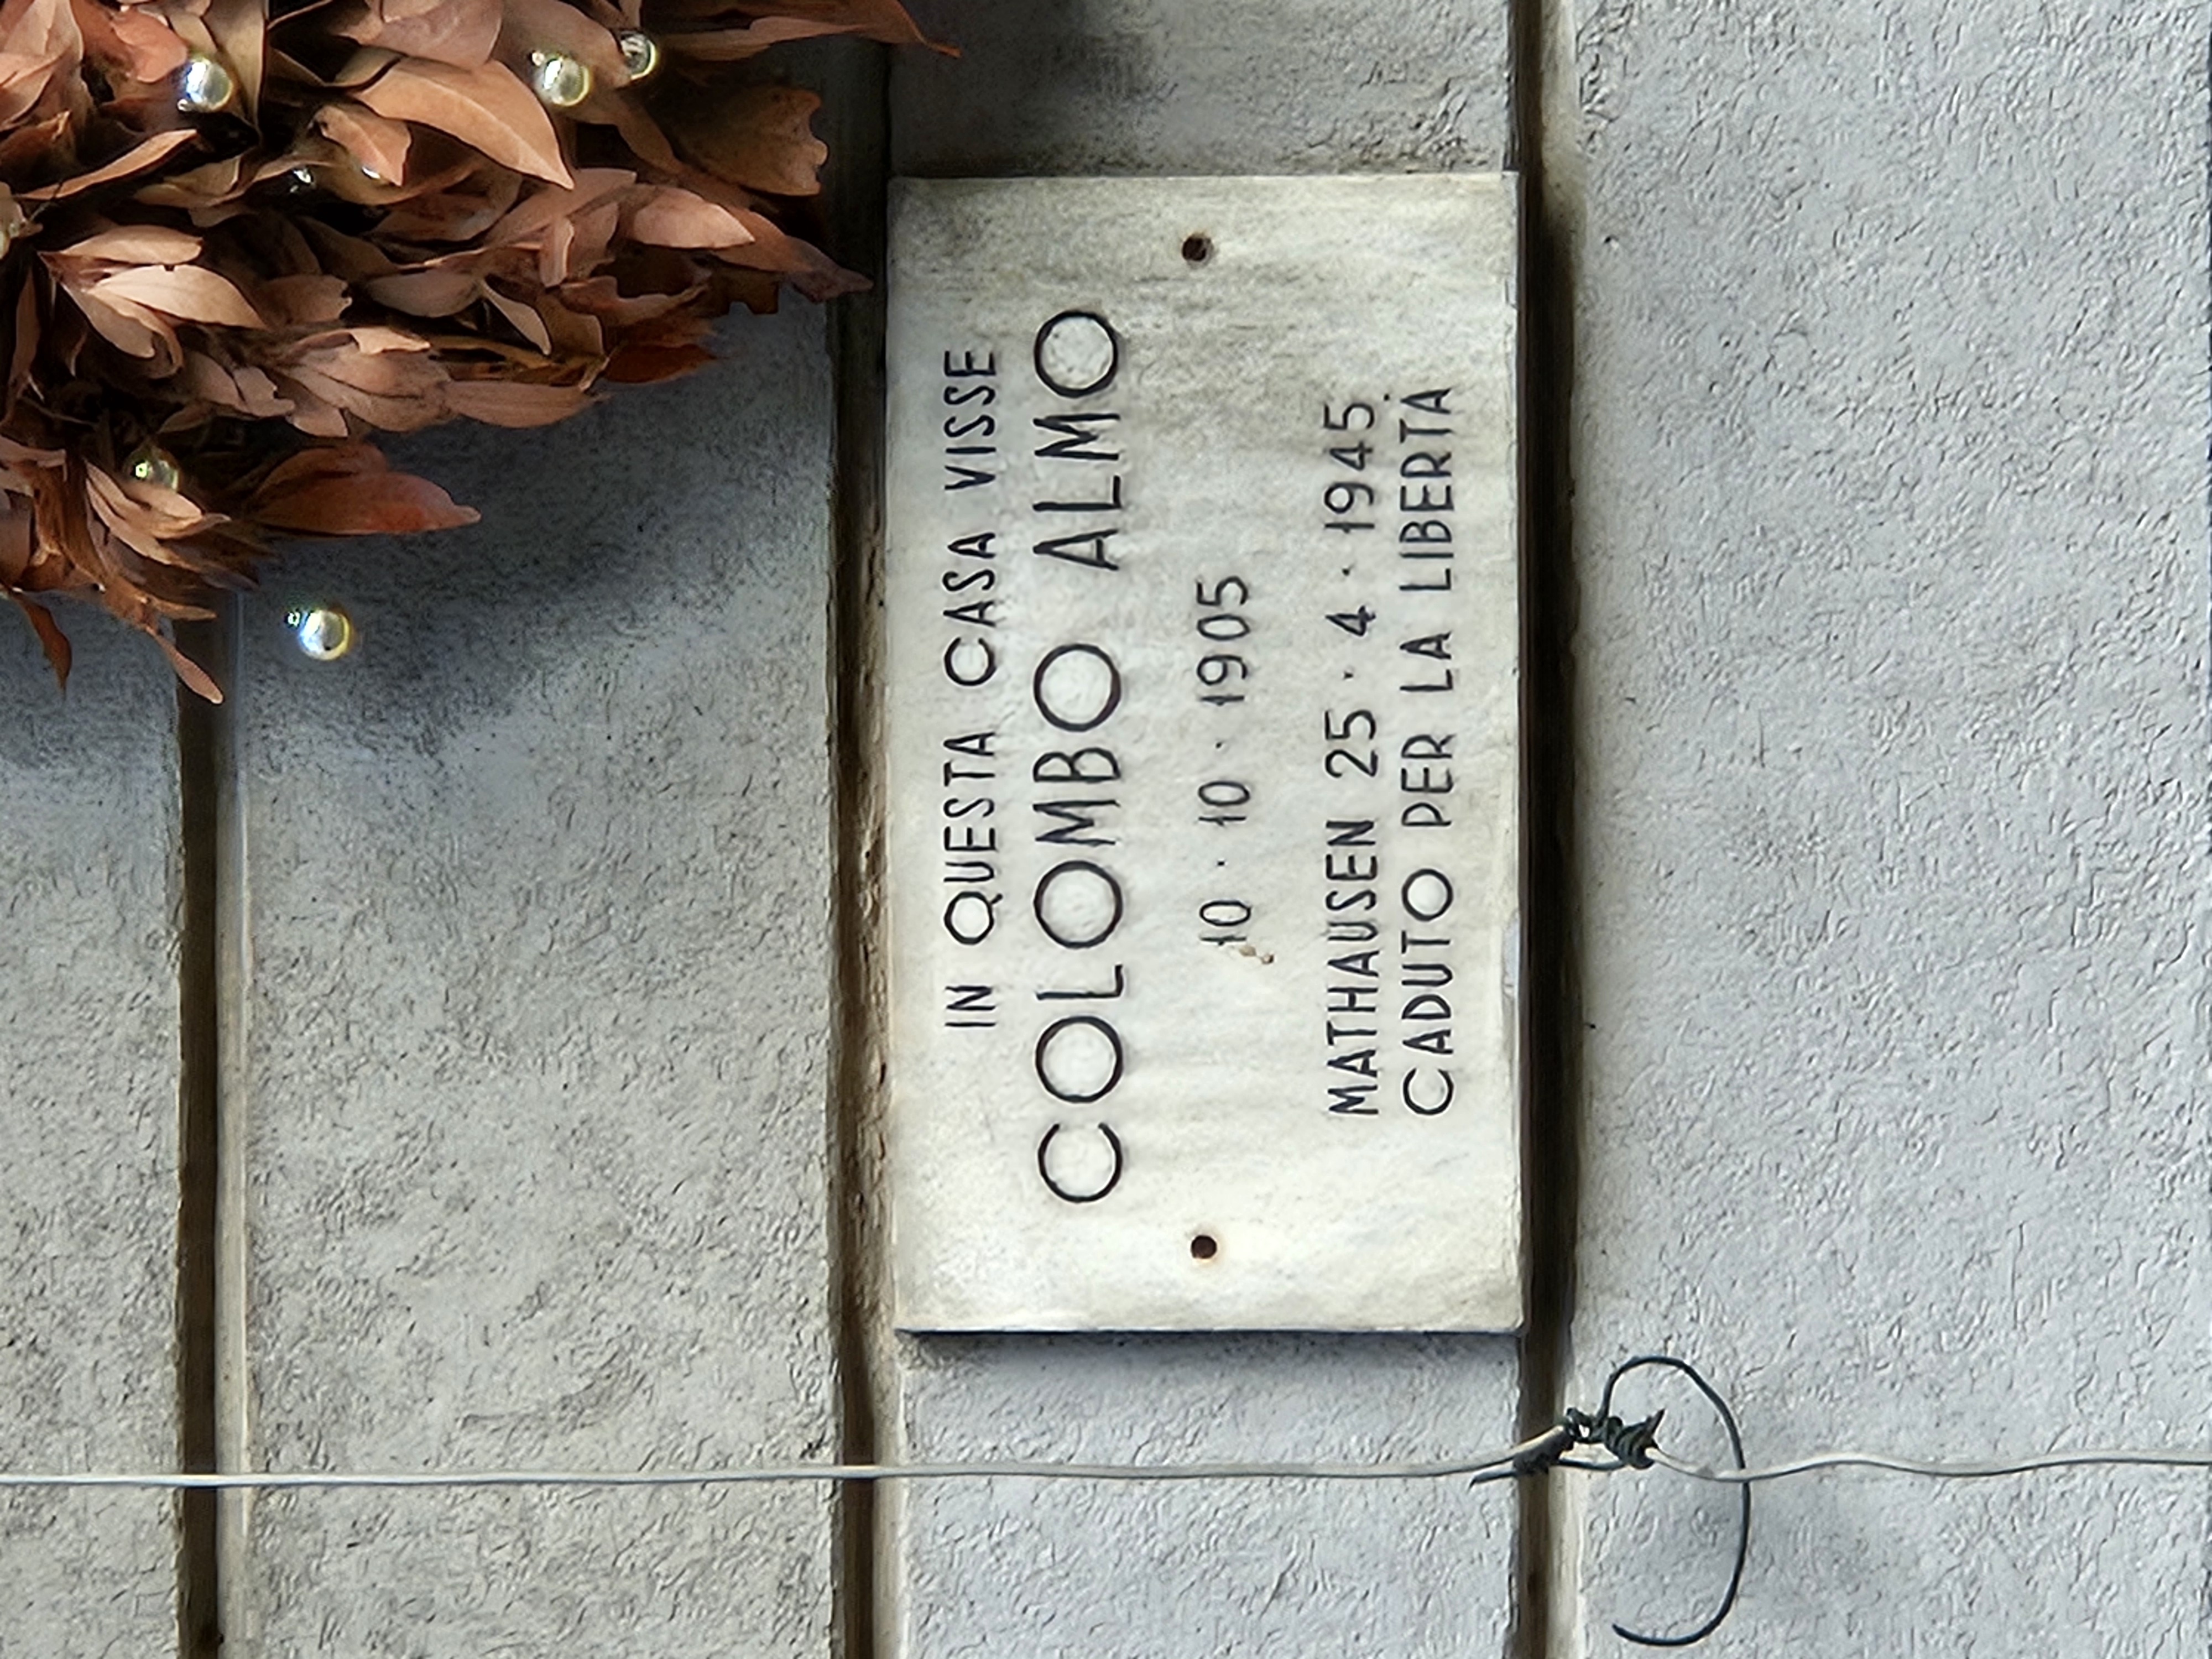 IN QUESTA CASA VISSE
COLOMBO ALMO
10 · 10 · 1905
MATHAUSEN 25 · 4 · 1945
CADUTO PER LA LIBERTÀ